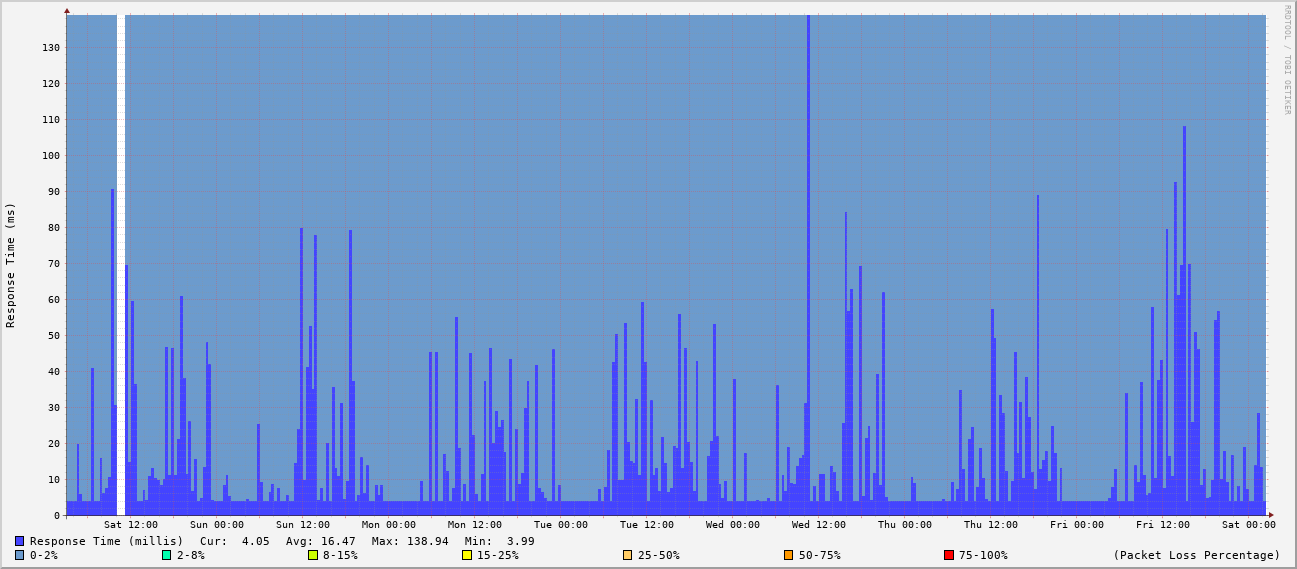 RRDTOOL / TOBI OETIKER
Response Time (ms)
130
120
110
100
90
80
70
60
50
40
30
20
10
0
Sat 12:00 Sun 00:00 Sun 12:00 Mon 00:00 Mon 12:00 Tue 00:00 Tue 12:00 Wed 00:00 Wed 12:00 Thu 00:00 Thu 12:00 Fri 00:00 Fri 12:00 Sat 00:00
Response Time (millis) Cur: 4.05 Avg: 16.47 Max: 138.94 Min: 3.99
0-2% 2-8% 8-15% 15-25% 25-50% 50-75% 75-100% (Packet Loss Percentage)